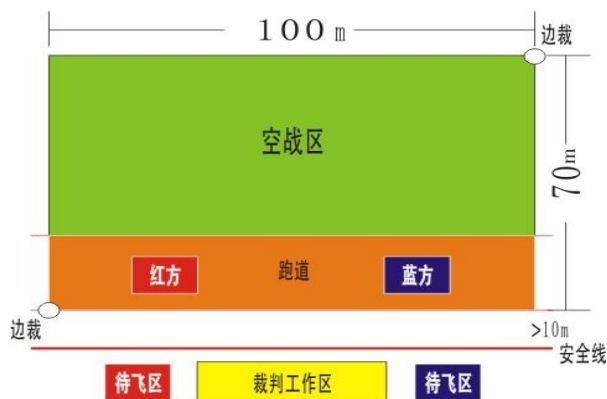 100m
边裁
空战区
70m
红方
跑道
蓝方
边裁
>10m
安全线
待飞区
裁判工作区
待飞区